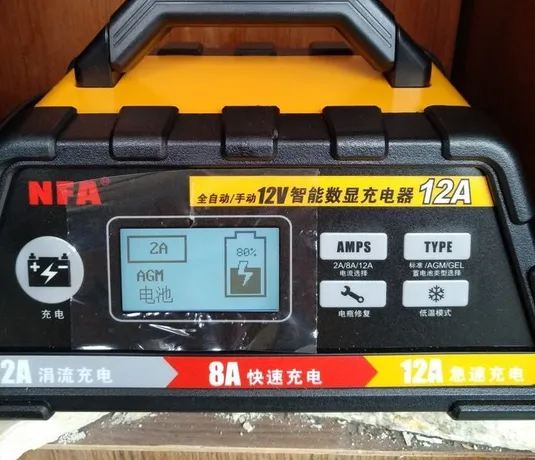 NFA®
全自动/手动12V智能数显充电器12A
2A
80%
AGM
电池
充电
AMPS
2A/8A/12A
电流选择
TYPE
标准/AGM/GEL
蓄电池类型选择
电瓶修复
低温模式
2A 涓流充电
8A 快速充电
12A 急速充电